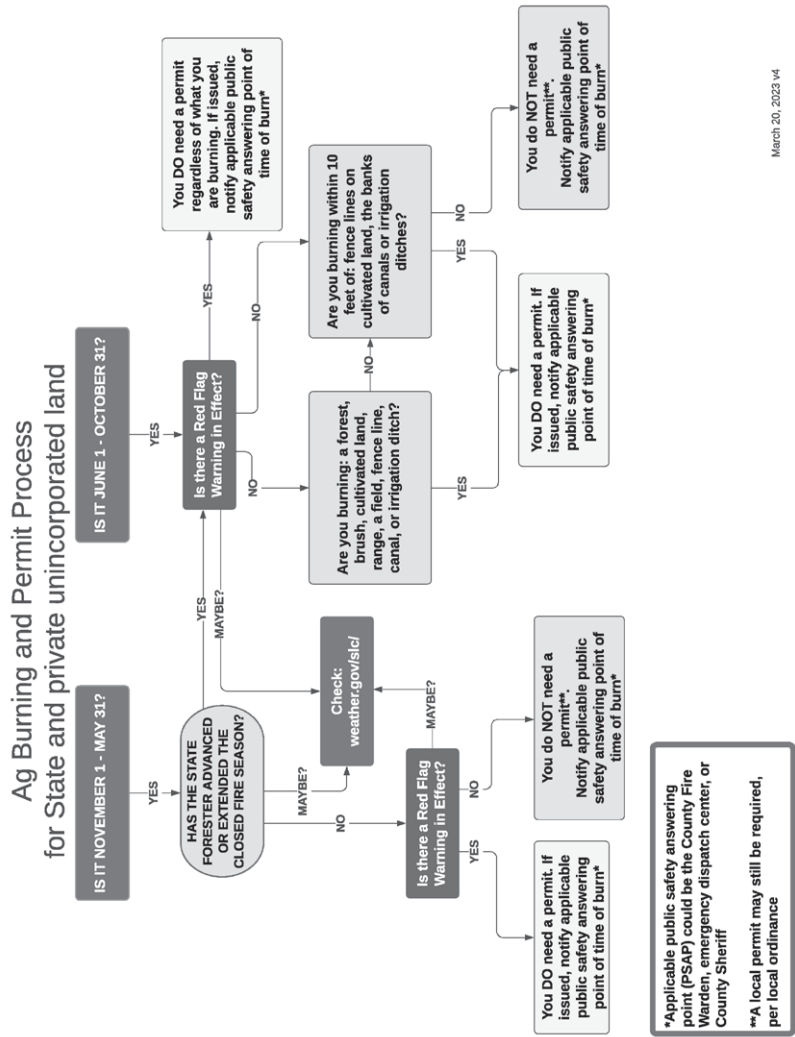 Ag Burning and Permit Process
for State and private unincorporated land
IS IT NOVEMBER 1 - MAY 31?
IS IT JUNE 1 - OCTOBER 31?
YES
YES
HAS THE STATE
FORESTER ADVANCED
OR EXTENDED THE
CLOSED FIRE SEASON?
YES
MAYBE?
Is there a Red Flag
Warning in Effect?
YES
You DO need a permit
regardless of what you
are burning. If issued,
notify applicable public
safety answering point of
time of burn*
NO
NO
MAYBE?
NO
Check:
weather.gov/slc/
Are you burning: a forest,
brush, cultivated land,
range, a field, fence line,
canal, or irrigation ditch?
NO
Are you burning within 10
feet of: fence lines on
cultivated land, the banks
of canals or irrigation
ditches?
Is there a Red Flag
Warning in Effect?
MAYBE?
YES
NO
YES
YES
NO
You DO need a permit. If
issued, notify applicable
public safety answering
point of time of burn*
You do NOT need a
permit**.
Notify applicable public
safety answering point of
time of burn*
You DO need a permit. If
issued, notify applicable
public safety answering
point of time of burn*
You do NOT need a
permit**.
Notify applicable public
safety answering point of
time of burn*
*Applicable public safety answering
point (PSAP) could be the County Fire
Warden, emergency dispatch center, or
County Sheriff
**A local permit may still be required,
per local ordinance
March 20, 2023 v4